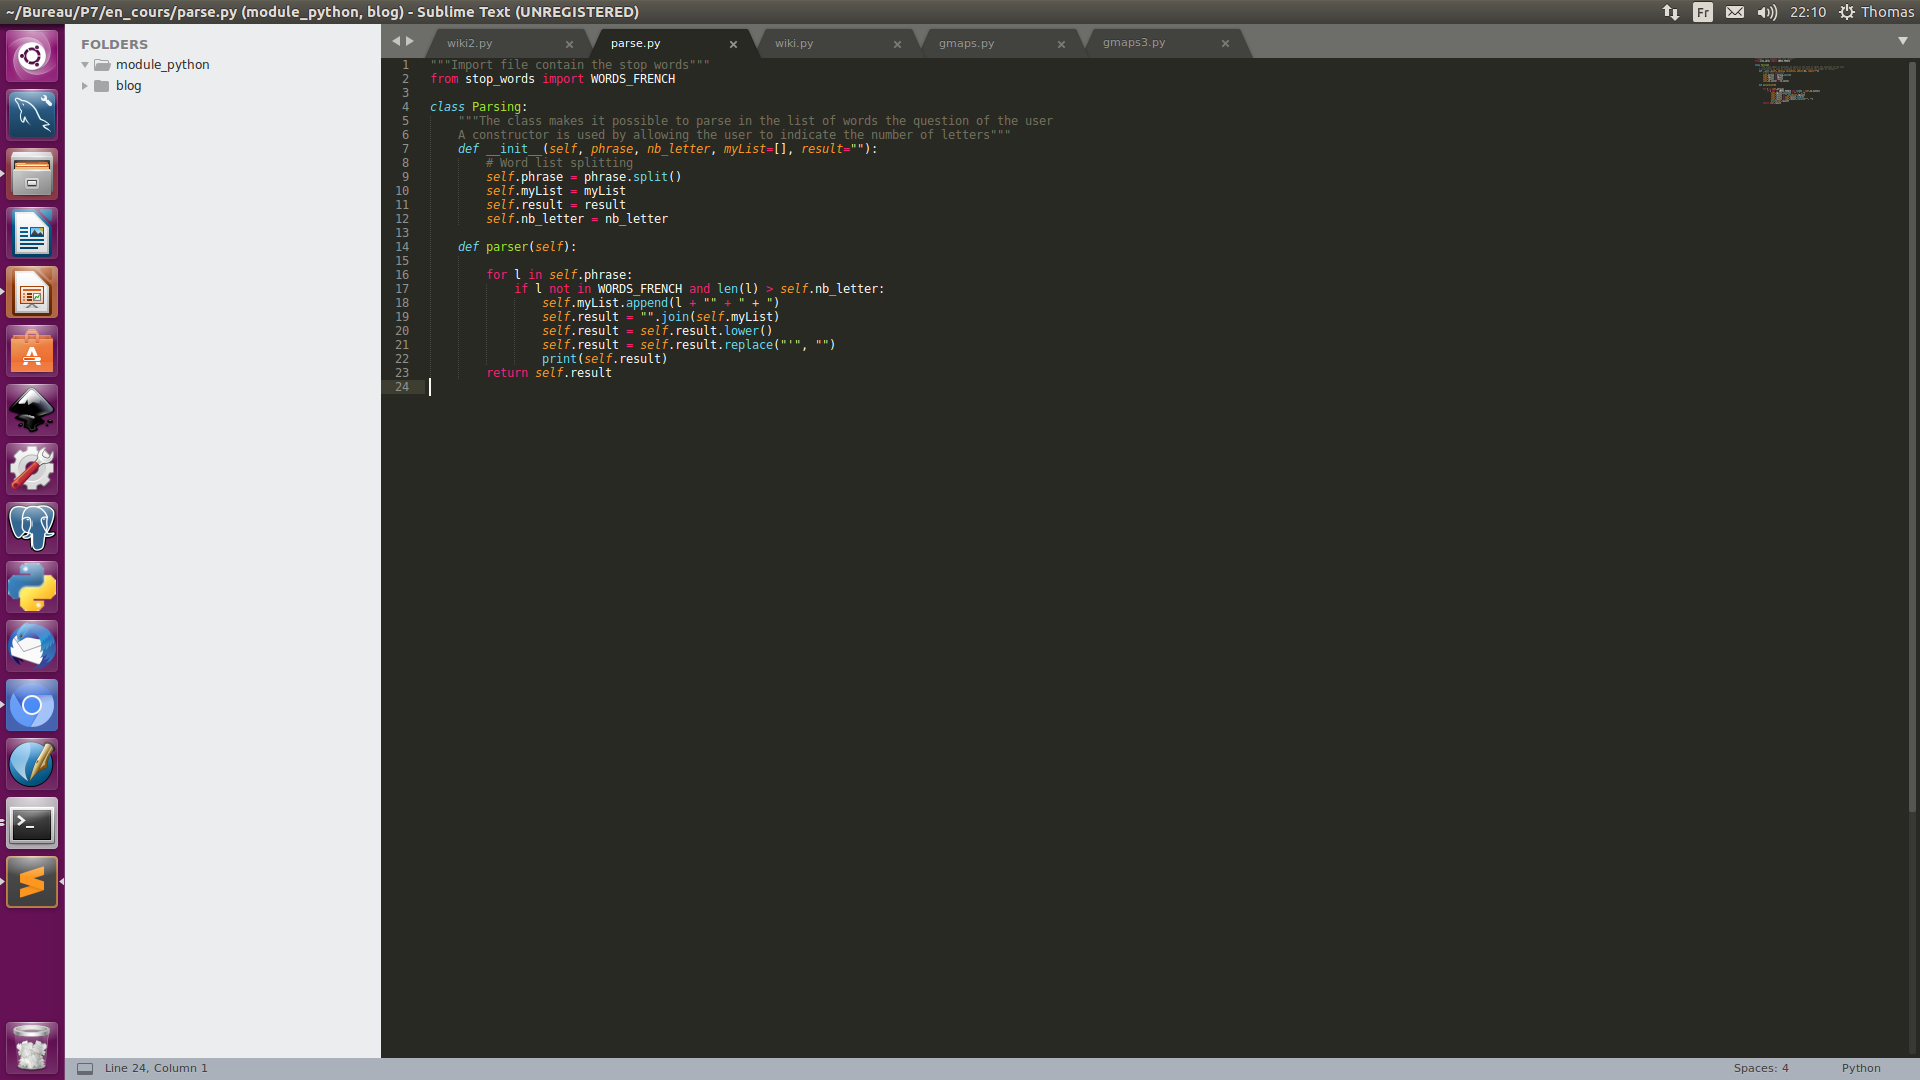 ~/Bureau/P7/en_cours/parse.py (module_python, blog) - Sublime Text (UNREGISTERED)
Fr
22:10
Thomas
FOLDERS
module_python
blog
wiki2.py
parse.py
wiki.py
gmaps.py
gmaps3.py
1 """Import file contain the stop words"""
2 from stop_words import WORDS_FRENCH
3
4 class Parsing:
5     """The class makes it possible to parse in the list of words the question of the user
6     A constructor is used by allowing the user to indicate the number of letters"""
7     def __init__(self, phrase, nb_letter, myList=[], result=""):
8         # Word list splitting
9         self.phrase = phrase.split()
10         self.myList = myList
11         self.result = result
12         self.nb_letter = nb_letter
13
14     def parser(self):
15
16         for l in self.phrase:
17             if l not in WORDS_FRENCH and len(l) > self.nb_letter:
18                 self.myList.append(l + "" + " " + ")
19                 self.result = "".join(self.myList)
20                 self.result = self.result.lower()
21                 self.result = self.result.replace("'", "")
22                 print(self.result)
23         return self.result
24
Line 24, Column 1
Spaces: 4
Python